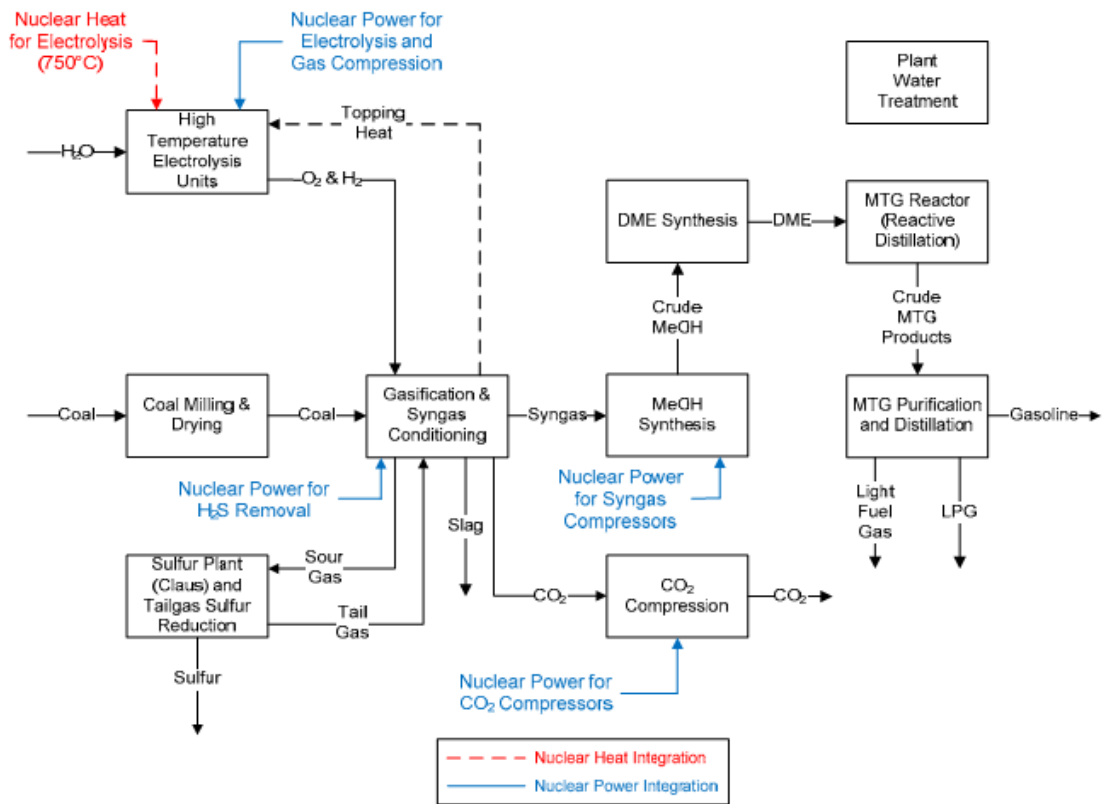 Nuclear Heat
for Electrolysis
(750°C)
Nuclear Power for
Electrolysis and
Gas Compression
Plant
Water
Treatment
High
Temperature
Electrolysis
Units
Topping
Heat
H₂O
O₂ & H₂
DME Synthesis
DME
MTG Reactor
(Reactive
Distillation)
Crude
MeOH
Crude
MTG
Products
Coal
Coal Milling &
Drying
Coal
Gasification &
Syngas
Conditioning
Syngas
MeOH
Synthesis
MTG Purification
and Distillation
Gasoline
Nuclear Power for
H₂S Removal
Nuclear Power
for Syngas
Compressors
Light
Fuel
Gas
LPG
Slag
Sulfur Plant
(Claus) and
Tailgas Sulfur
Reduction
Sour
Gas
Tail
Gas
CO₂
CO₂
Compression
CO₂
Sulfur
Nuclear Power for
CO₂ Compressors
Nuclear Heat Integration
Nuclear Power Integration